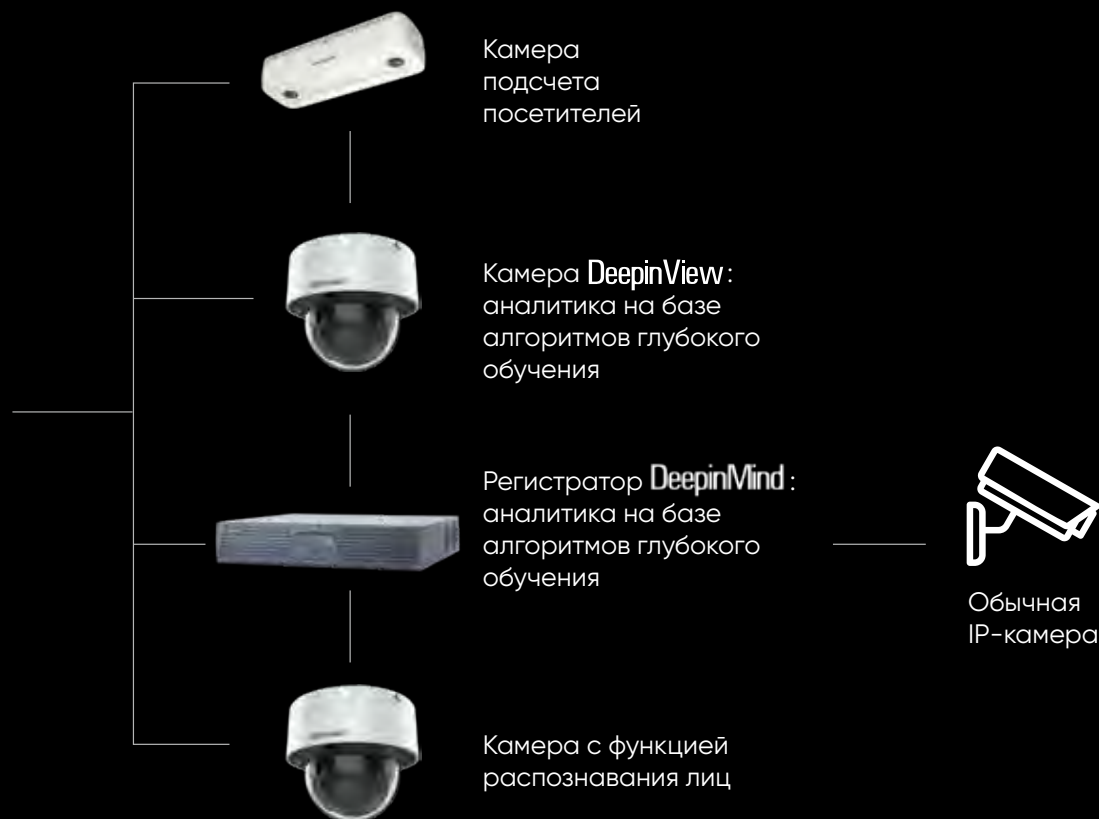 Камера
подсчета
посетителей
Камера DeepinView:
аналитика на базе
алгоритмов глубокого
обучения
Регистратор DeepinMind:
аналитика на базе
алгоритмов глубокого
обучения
Обычная
IP-камера
Камера с функцией
распознавания лиц